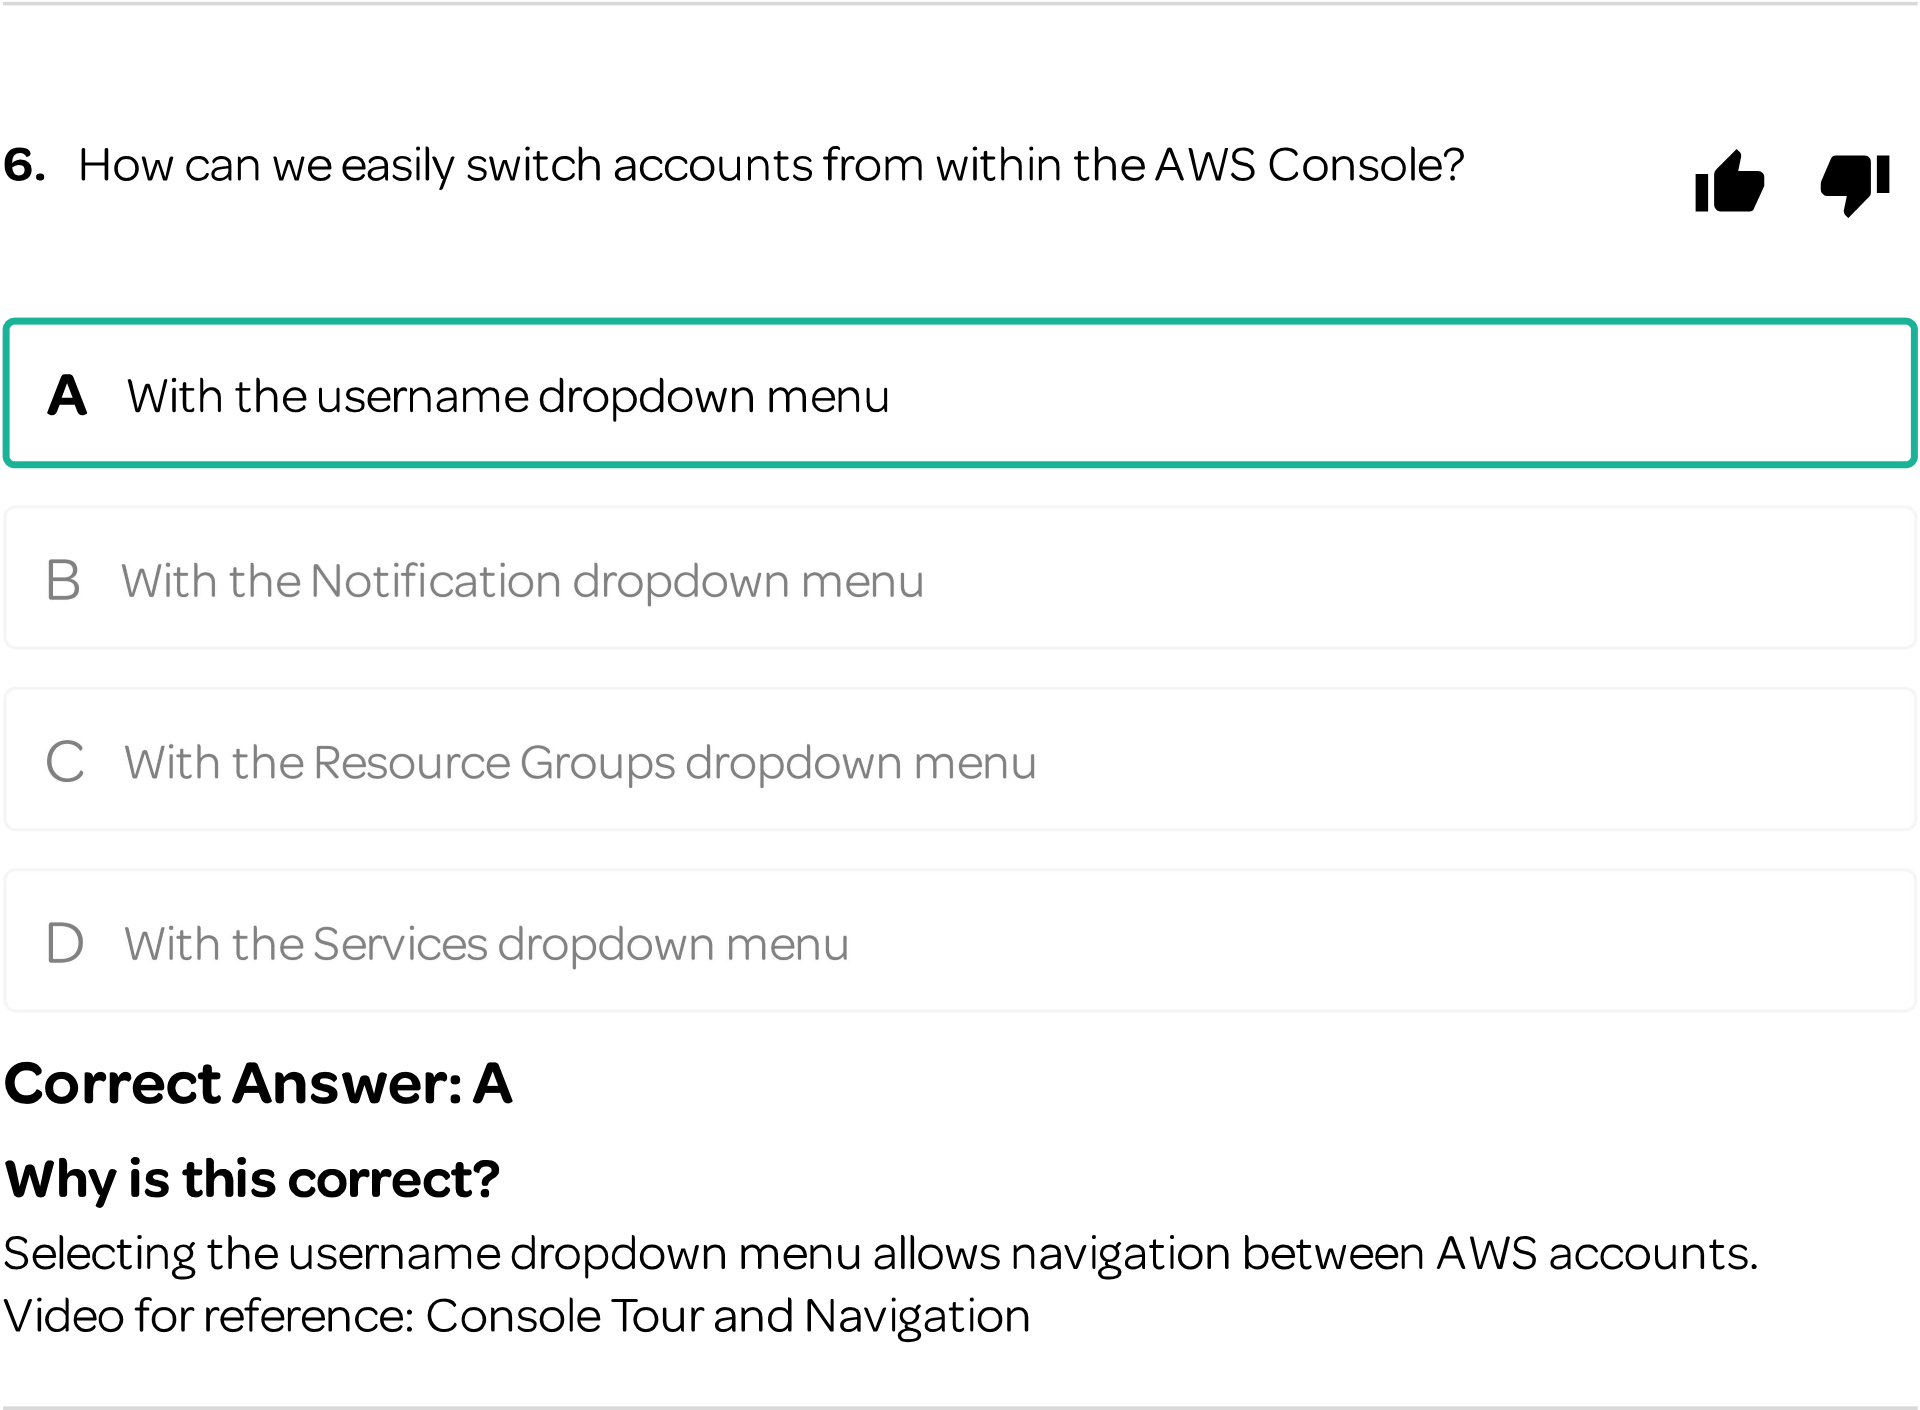 6. How can we easily switch accounts from within the AWS Console?
A With the username dropdown menu
B With the Notification dropdown menu
C With the Resource Groups dropdown menu
D With the Services dropdown menu
Correct Answer: A
Why is this correct?
Selecting the username dropdown menu allows navigation between AWS accounts.
Video for reference: Console Tour and Navigation